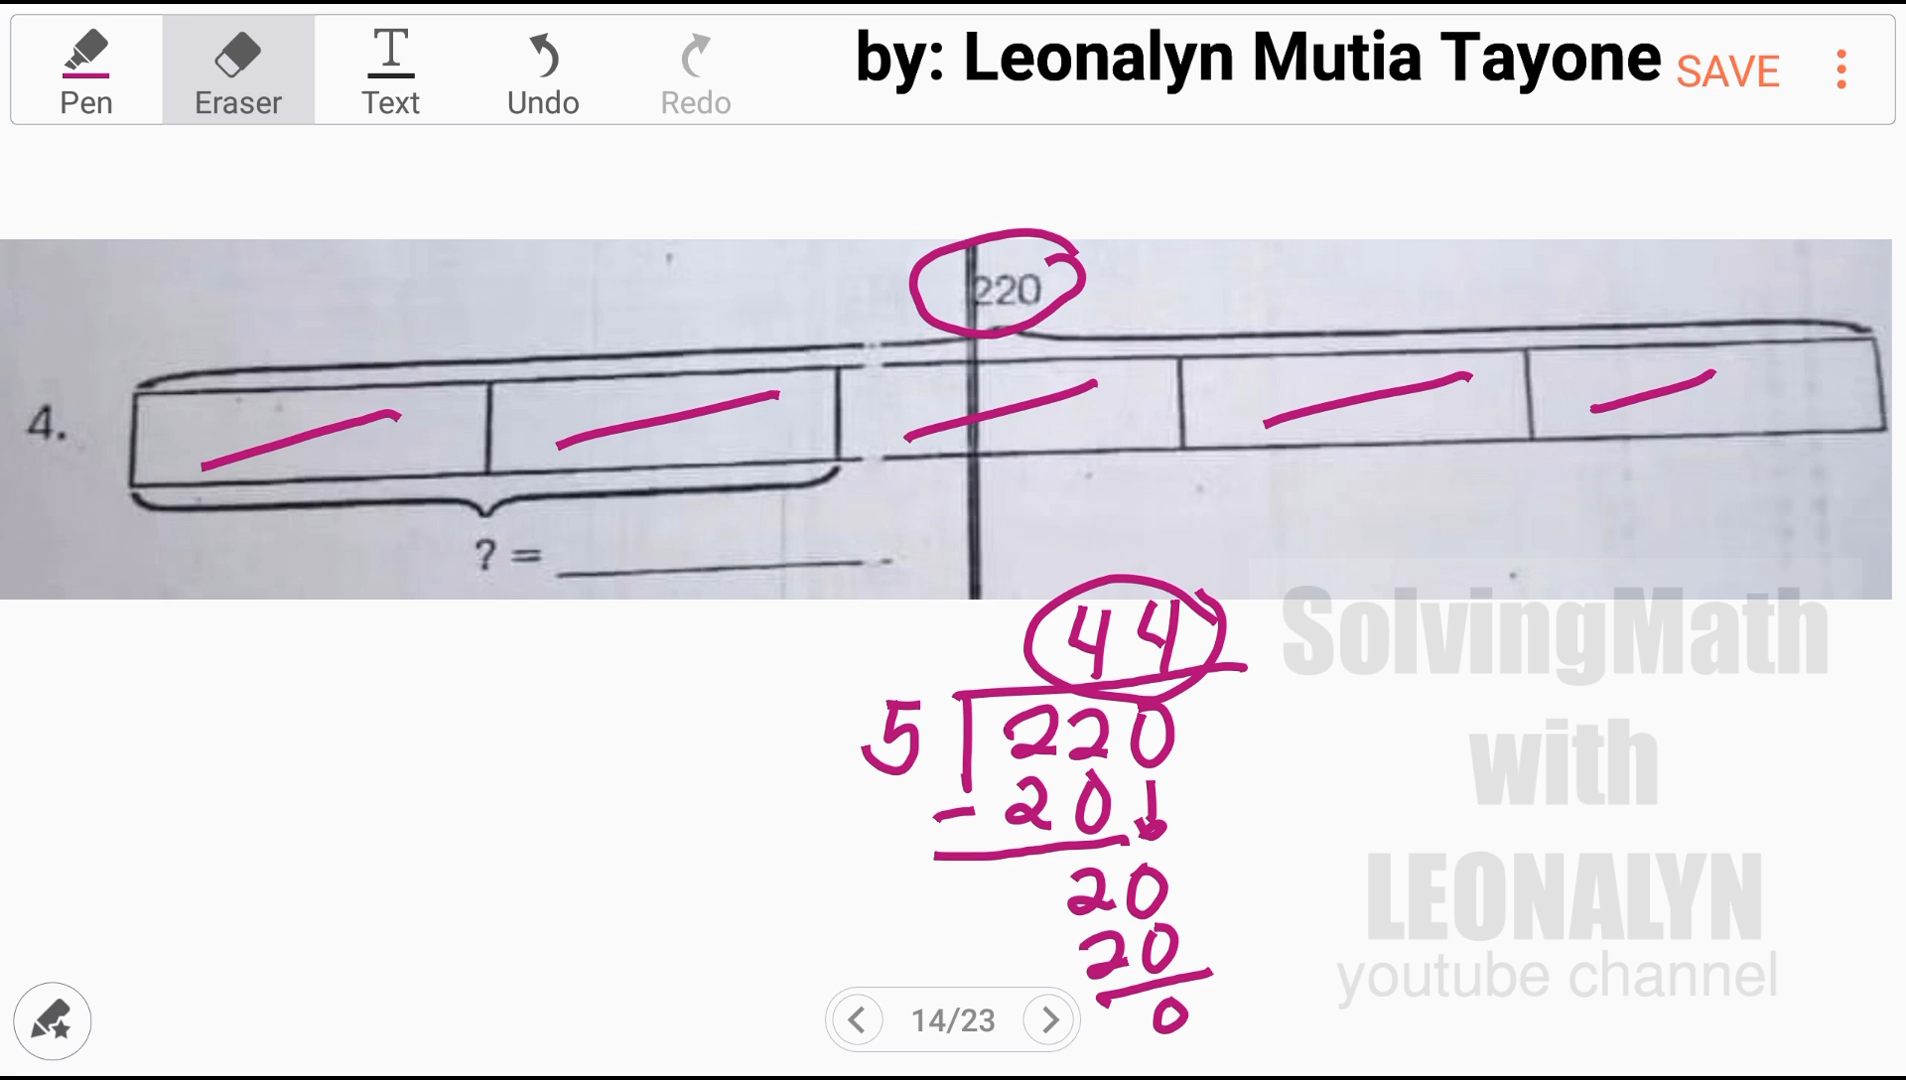 Pen Eraser Text Undo Redo by: Leonalyn Mutia Tayone SAVE
220
4.
? =
44
5 220
- 20
20
20
0
SolvingMath
with
LEONALYN
youtube channel
14/23